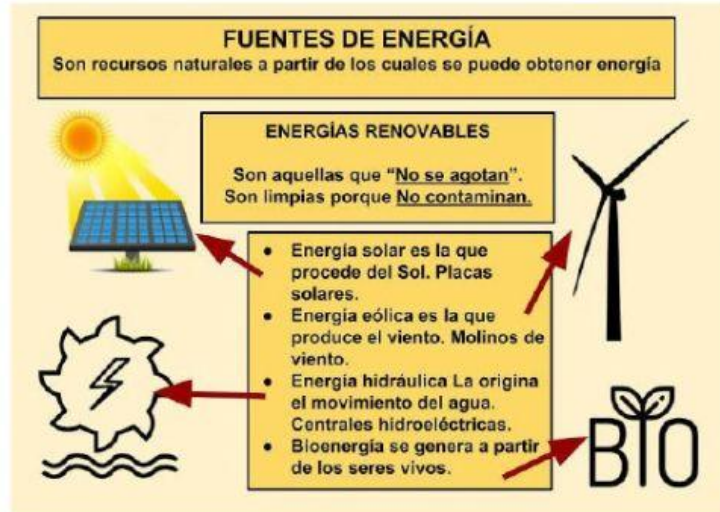 FUENTES DE ENERGÍA
Son recursos naturales a partir de los cuales se puede obtener energía
ENERGÍAS RENOVABLES
Son aquellas que “No se agotan”.
Son limpias porque No contaminan.
● Energía solar es la que
procede del Sol. Placas
solares.
● Energía eólica es la que
produce el viento. Molinos de
viento.
● Energía hidráulica La origina
el movimiento del agua.
Centrales hidroeléctricas.
● Bioenergía se genera a partir
de los seres vivos.
BIO